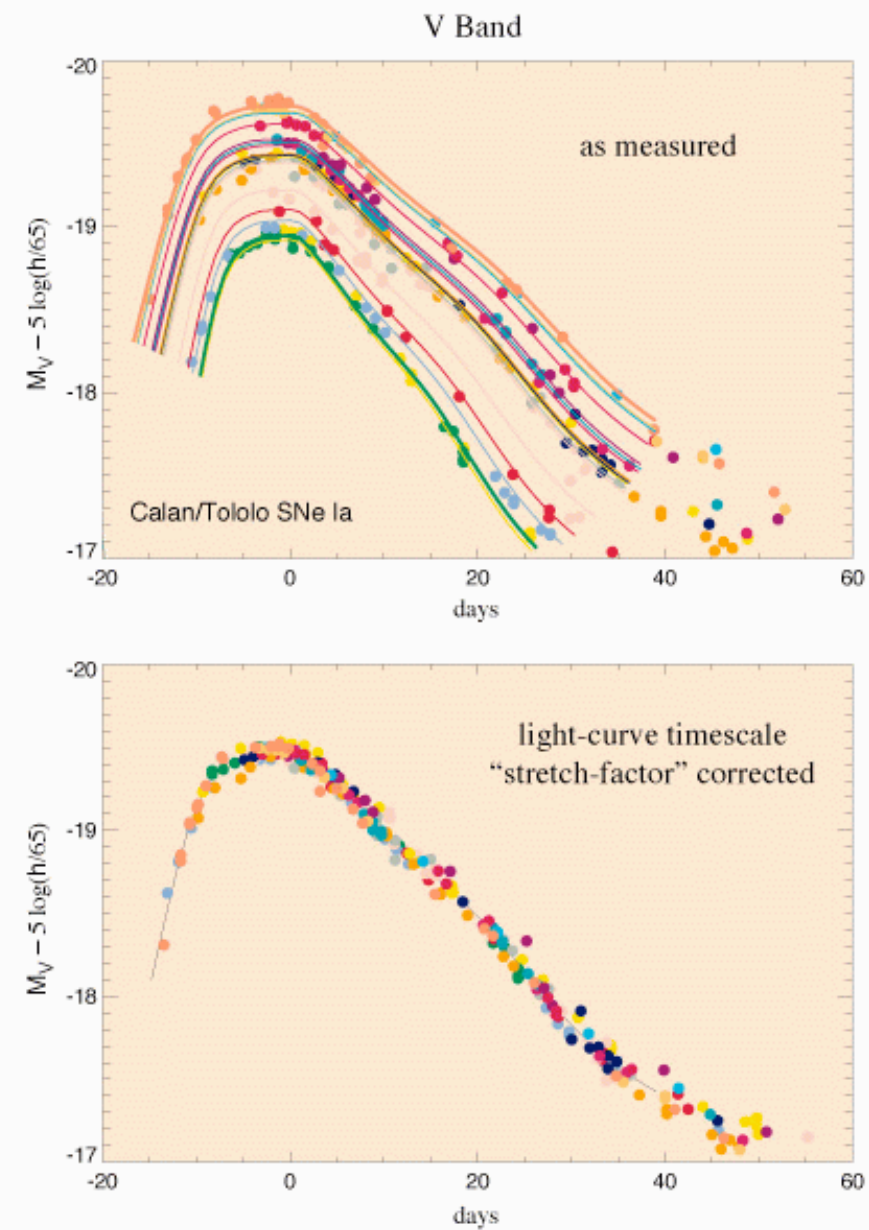 V Band
-20
-19
-18
-17
M_V – 5 log(h/65)
as measured
Calan/Tololo SNe Ia
-20 0 20 40 60
days
-20
-19
-18
-17
M_V – 5 log(h/65)
light-curve timescale
“stretch-factor” corrected
-20 0 20 40 60
days